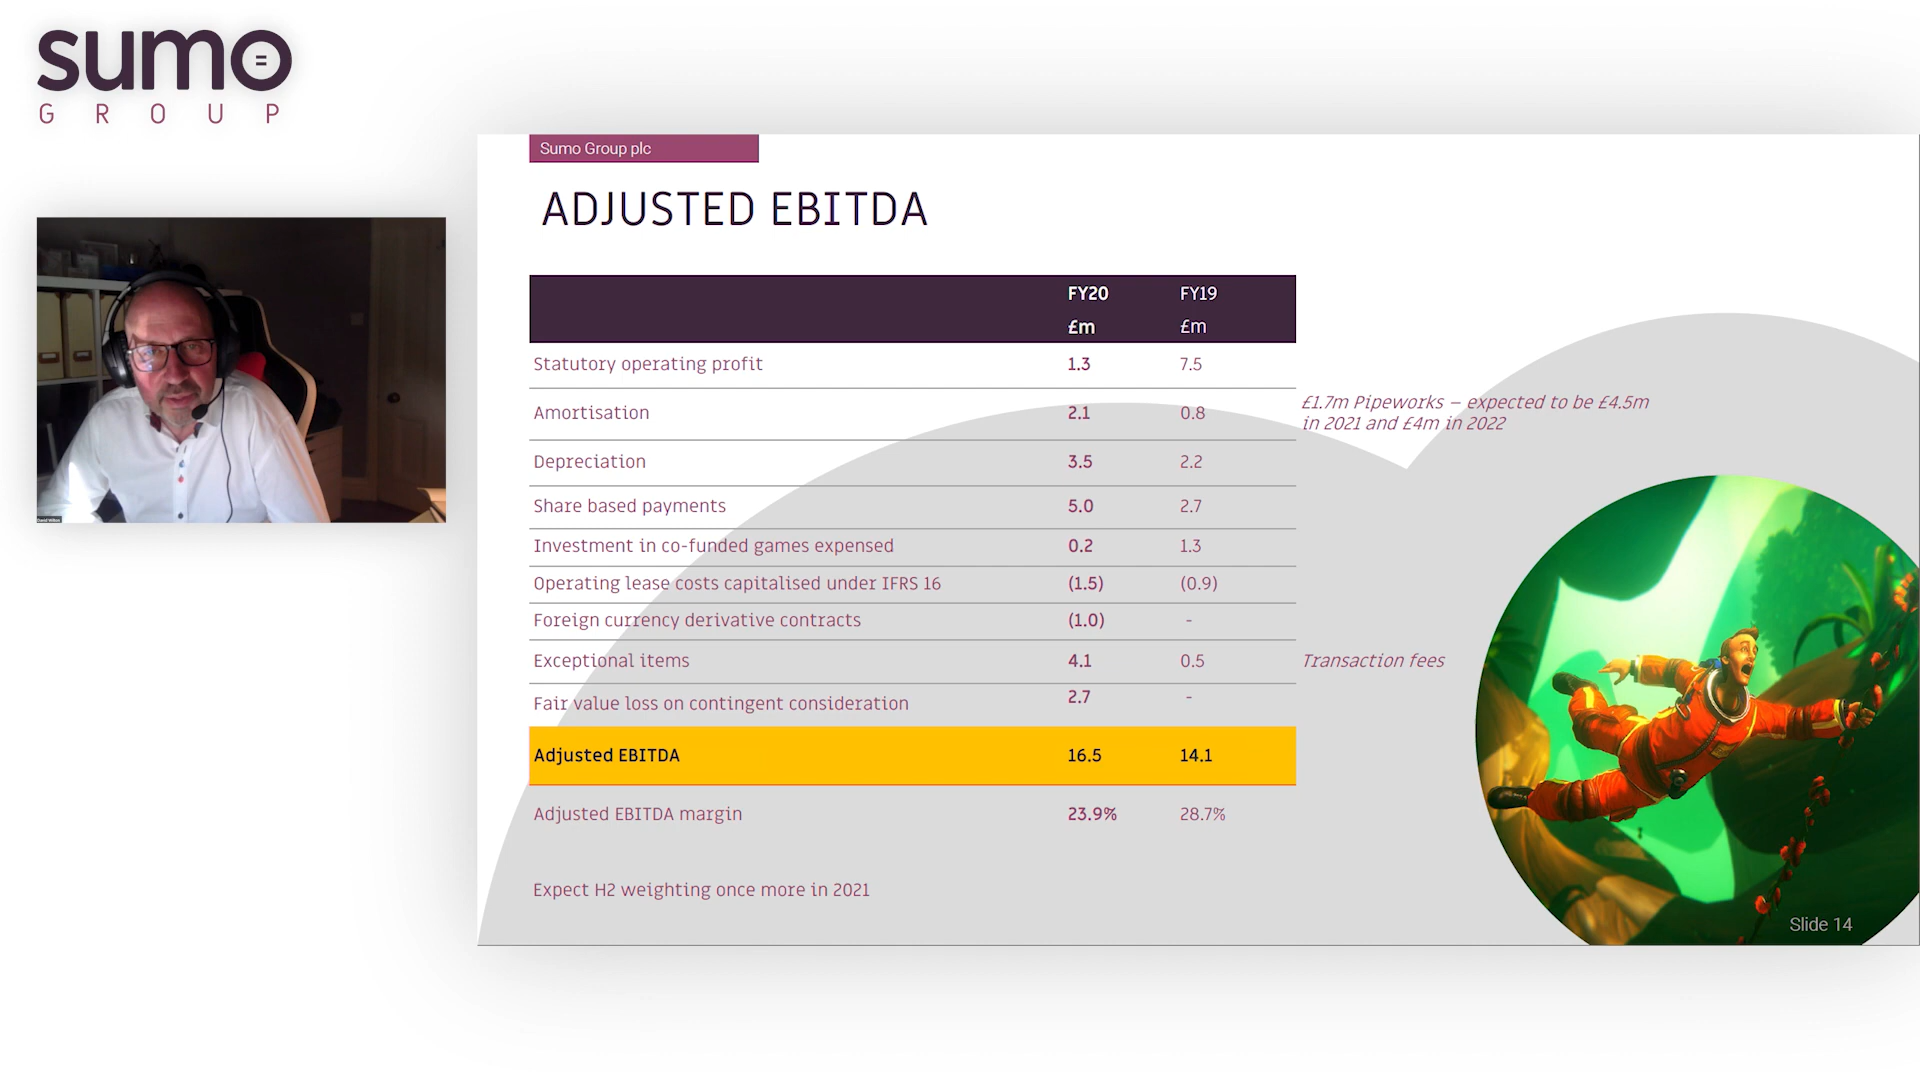 sumo
GROUP
Sumo Group plc
ADJUSTED EBITDA
FY20 FY19
£m £m
Statutory operating profit 1.3 7.5
Amortisation 2.1 0.8
£1.7m Pipeworks – expected to be £4.5m
in 2021 and £4m in 2022
Depreciation 3.5 2.2
Share based payments 5.0 2.7
Investment in co-funded games expensed 0.2 1.3
Operating lease costs capitalised under IFRS 16 (1.5) (0.9)
Foreign currency derivative contracts (1.0) -
Exceptional items 4.1 0.5 Transaction fees
Fair value loss on contingent consideration 2.7 -
Adjusted EBITDA 16.5 14.1
Adjusted EBITDA margin 23.9% 28.7%
Expect H2 weighting once more in 2021
Slide 14